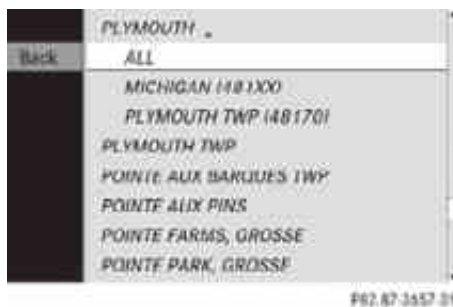 PLYMOUTH
Back
ALL
MICHIGAN (481XX)
PLYMOUTH TWP (48170)
PLYMOUTH TWP
POINTE AUX BARQUES TWP
POINTE AUX PINS
POINTE FARMS, GROSSE
POINTE PARK, GROSSE
P82.87-3657-31